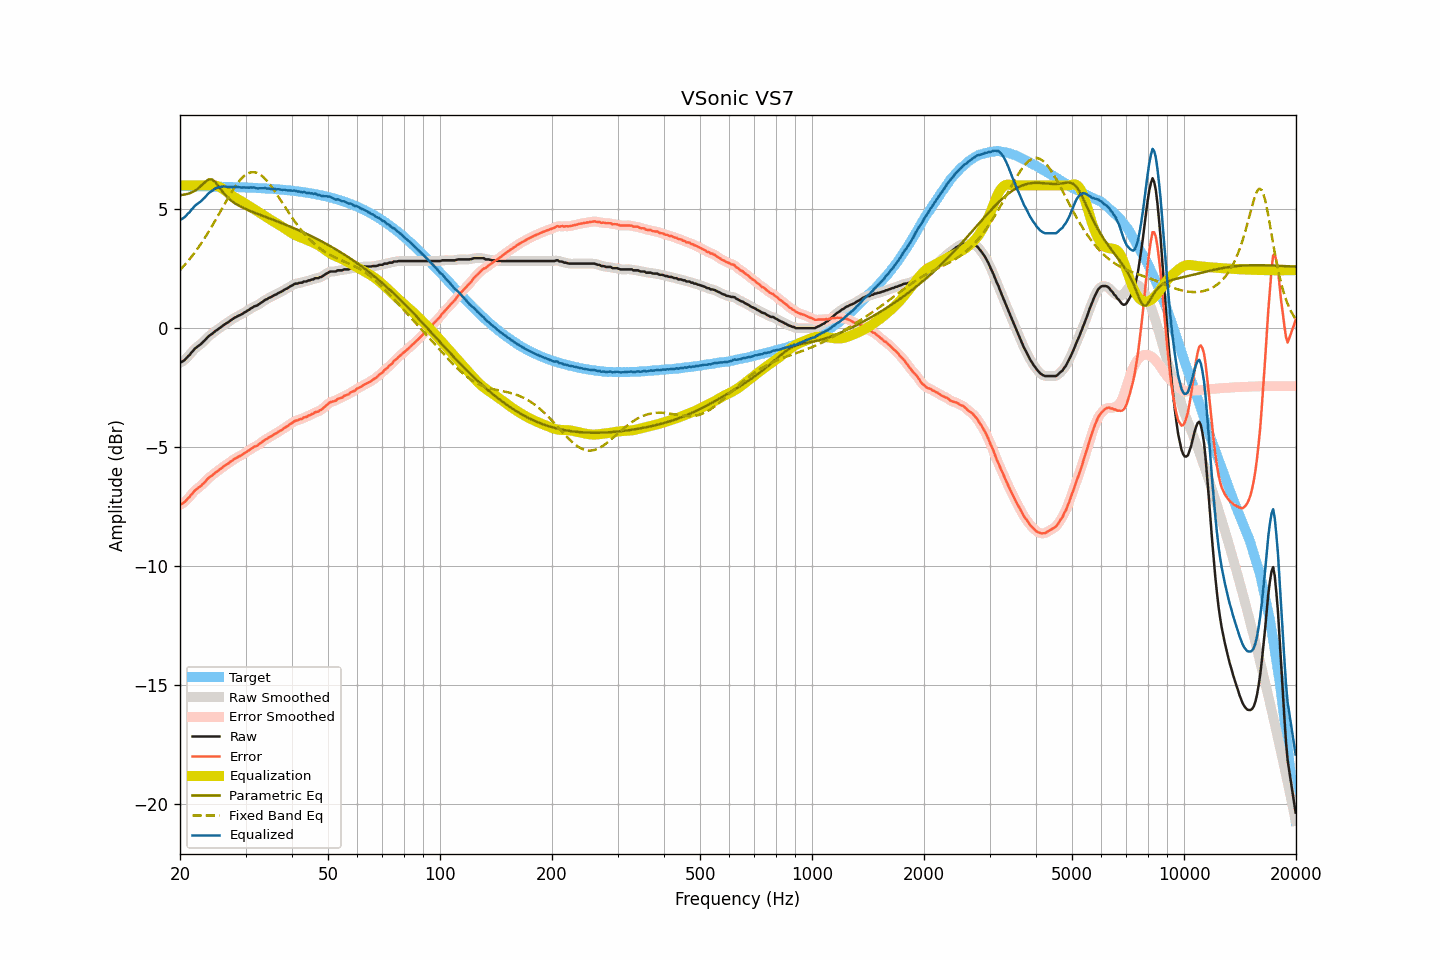 VSonic VS7
Amplitude (dBr)
5
0
−5
−10
−15
−20
Target
Raw Smoothed
Error Smoothed
Raw
Error
Equalization
Parametric Eq
Fixed Band Eq
Equalized
20 50 100 200 500 1000 2000 5000 10000 20000
Frequency (Hz)